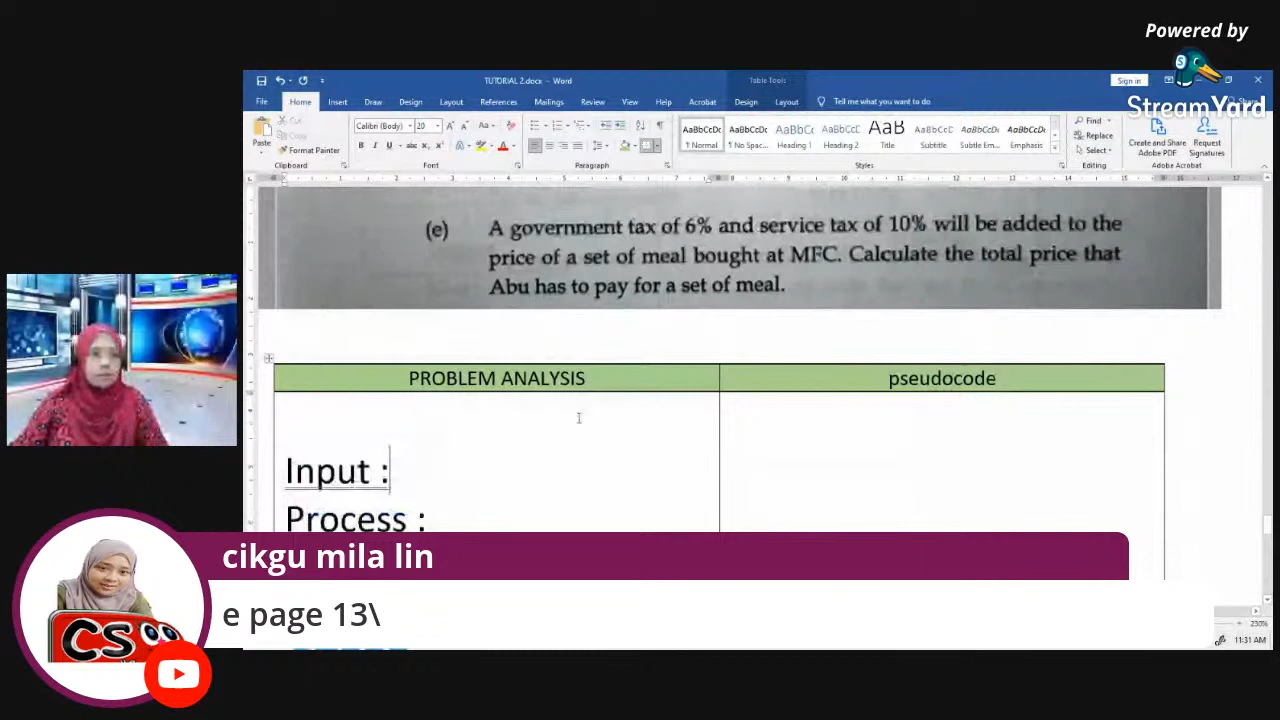 Powered by
StreamYard
TUTORIAL 2.docx - Word
Table Tools
Sign in
File Home Insert Draw Design Layout References Mailings Review View Help Acrobat Design Layout Tell me what you want to do
Cut
Copy
Format Painter
Paste
Calibri (Body) 20
AaBbCcDc AaBbCcDc AaBbCc AaBbCcC AaB AaBbCcC AaBbCcDc AaBbCcDc
¶ Normal ¶ No Spac... Heading 1 Heading 2 Title Subtitle Subtle Em... Emphasis
Find
Replace
Select
Create and Share Adobe PDF
Request Signatures
Clipboard Font Paragraph Styles Editing Adobe Acrobat
(e) A government tax of 6% and service tax of 10% will be added to the
price of a set of meal bought at MFC. Calculate the total price that
Abu has to pay for a set of meal.
PROBLEM ANALYSIS pseudocode
Input :
Process :
cikgu mila lin
e page 13\
CS
230%
11:31 AM